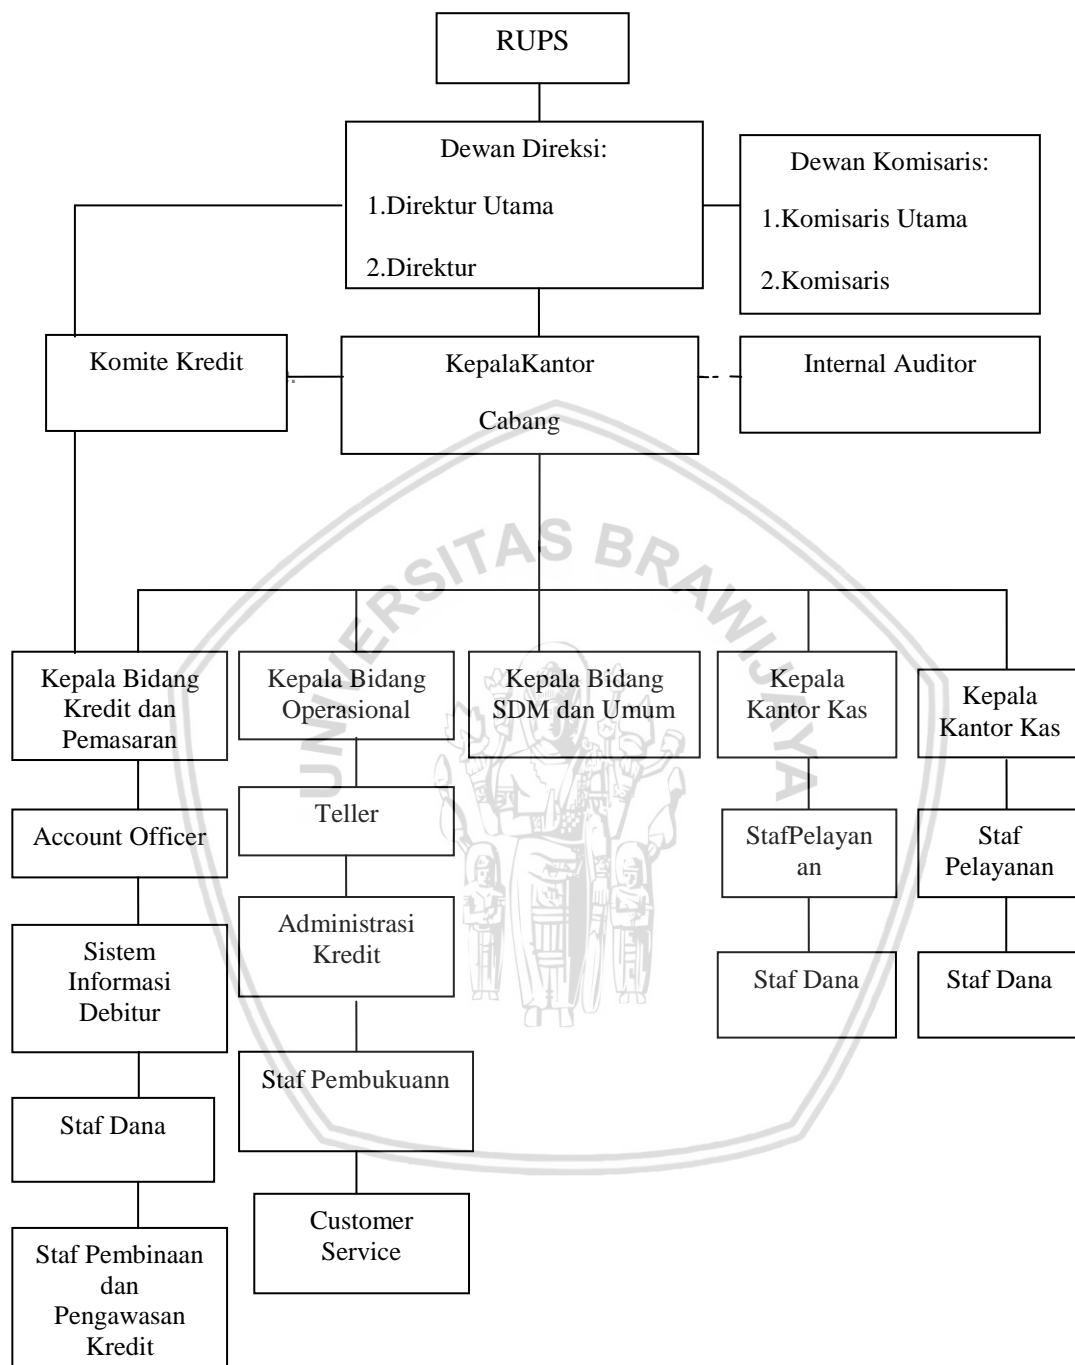 RUPS
Dewan Direksi:
1.Direktur Utama
2.Direktur
Dewan Komisaris:
1.Komisaris Utama
2.Komisaris
Komite Kredit
KepalaKantor
Cabang
Internal Auditor
UNIVERSITAS BRAWIJAYA
Kepala Bidang
Kredit dan
Pemasaran
Kepala Bidang
Operasional
Kepala Bidang
SDM dan Umum
Kepala
Kantor Kas
Kepala
Kantor Kas
Account Officer
Teller
StafPelayan
an
Staf
Pelayanan
Sistem
Informasi
Debitur
Administrasi
Kredit
Staf Dana
Staf Dana
Staf Dana
Staf Pembukuann
Staf Pembinaan
dan
Pengawasan
Kredit
Customer
Service